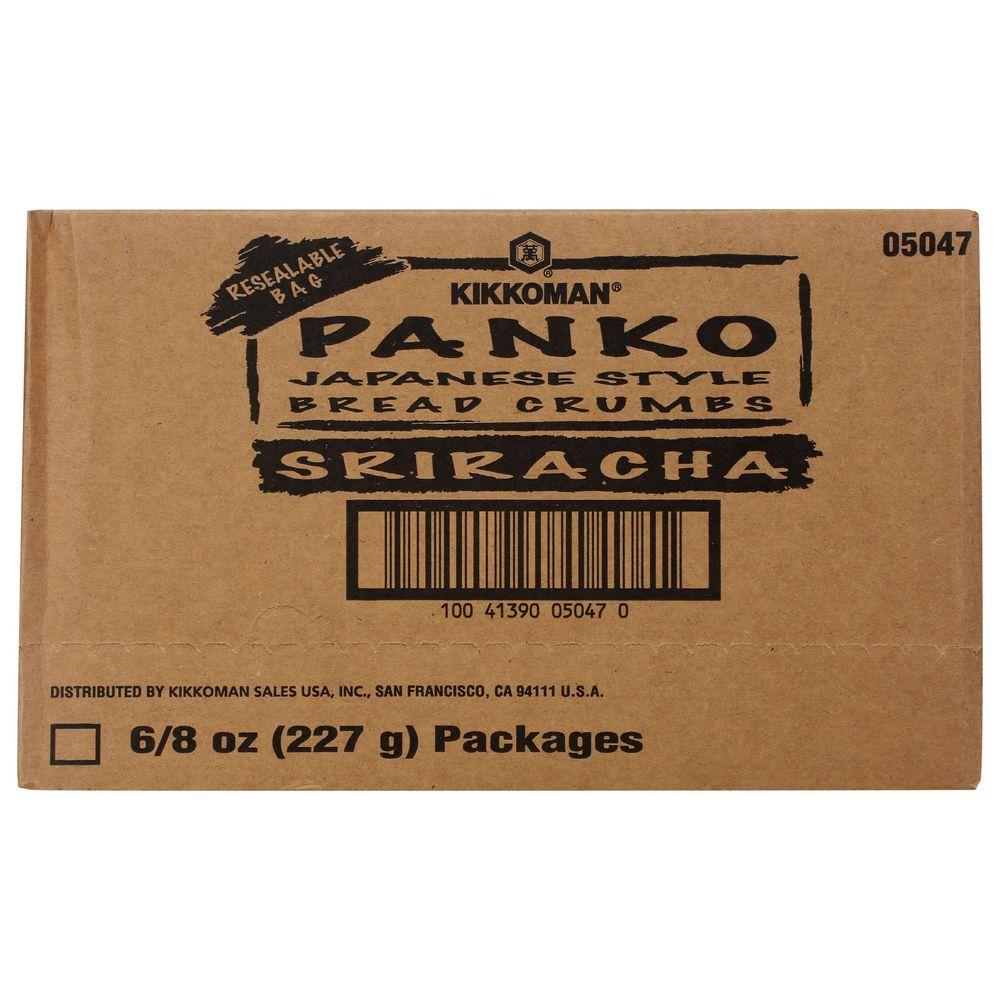 05047
RESEALABLE
BAG
萬
®
KIKKOMAN®
PANKO
JAPANESE STYLE
BREAD CRUMBS
SRIRACHA
100 41390 05047 0
DISTRIBUTED BY KIKKOMAN SALES USA, INC., SAN FRANCISCO, CA 94111 U.S.A.
6/8 oz (227 g) Packages